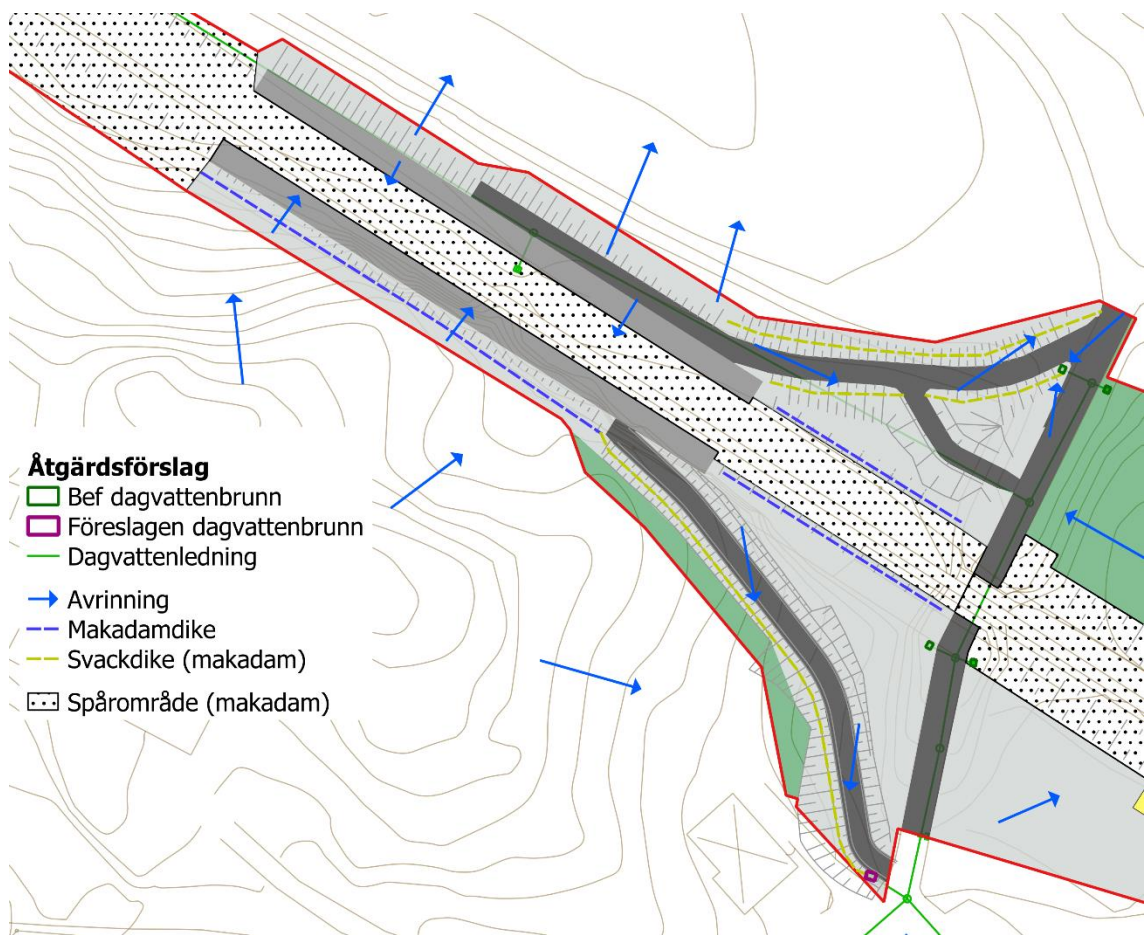 Åtgärdsförslag
Bef dagvattenbrunn
Föreslagen dagvattenbrunn
Dagvattenledning
Avrinning
Makadamdike
Svackdike (makadam)
Spårområde (makadam)